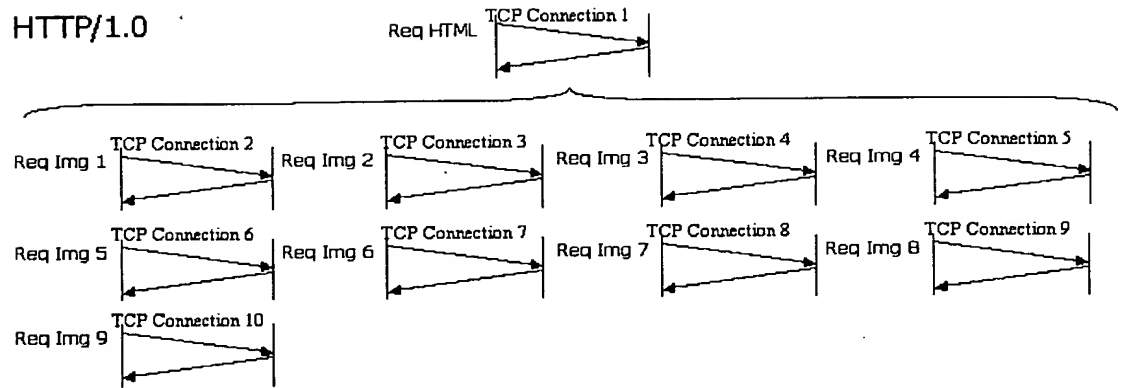 HTTP/1.0
Req HTML
TCP Connection 1
Req Img 1
TCP Connection 2
Req Img 2
TCP Connection 3
Req Img 3
TCP Connection 4
Req Img 4
TCP Connection 5
Req Img 5
TCP Connection 6
Req Img 6
TCP Connection 7
Req Img 7
TCP Connection 8
Req Img 8
TCP Connection 9
Req Img 9
TCP Connection 10